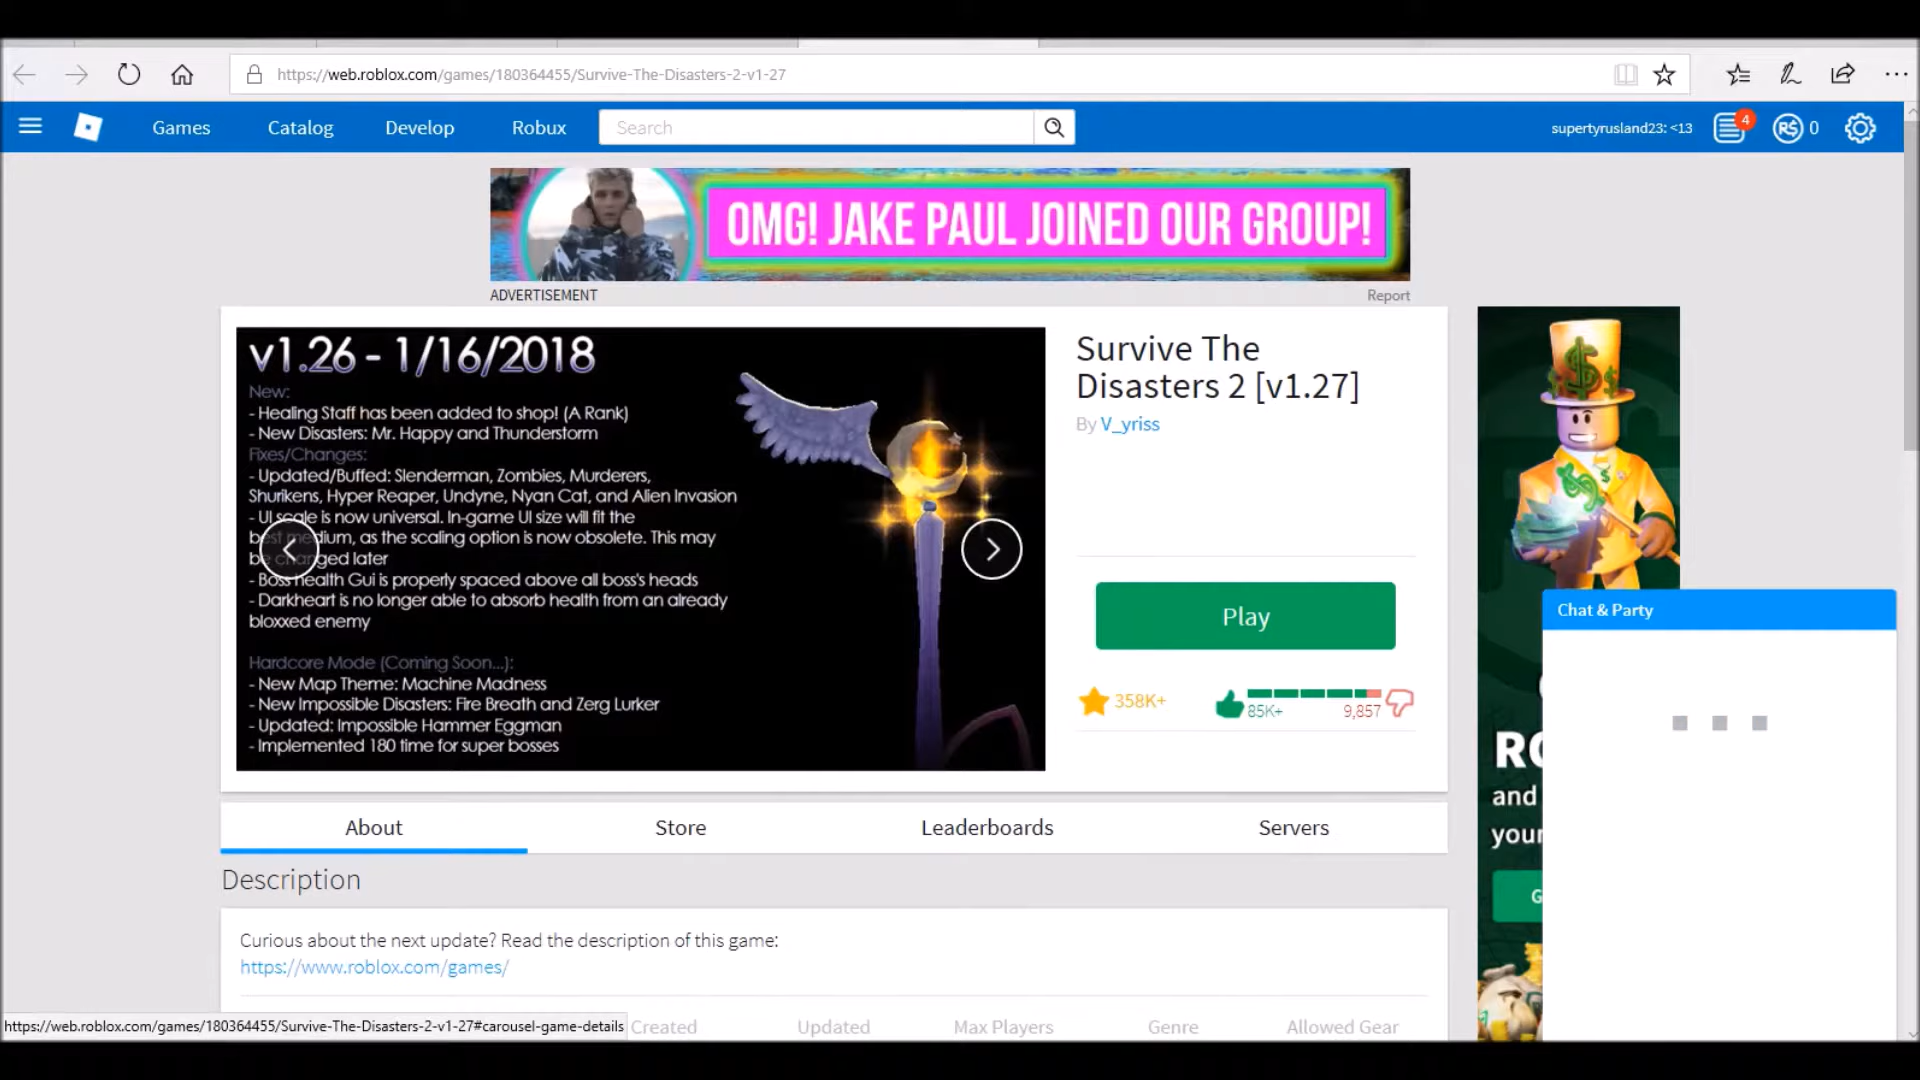 https://web.roblox.com/games/180364455/Survive-The-Disasters-2-v1-27
Games
Catalog
Develop
Robux
Search
supertyrusland23: <13
4
R$ 0
OMG! JAKE PAUL JOINED OUR GROUP!
ADVERTISEMENT
Report
v1.26 - 1/16/2018
New:
- Healing Staff has been added to shop! (A Rank)
- New Disasters: Mr. Happy and Thunderstorm
Fixes/Changes:
- Updated/Buffed: Slenderman, Zombies, Murderers,
Shurikens, Hyper Reaper, Undyne, Nyan Cat, and Alien Invasion
- UI scale is now universal. In-game UI size will fit the
best medium, as the scaling option is now obsolete. This may
be changed later
- Boss health Gui is properly spaced above all boss's heads
- Darkheart is no longer able to absorb health from an already
bloxxed enemy
Hardcore Mode (Coming Soon...):
- New Map Theme: Machine Madness
- New Impossible Disasters: Fire Breath and Zerg Lurker
- Updated: Impossible Hammer Eggman
- Implemented 180 time for super bosses
Survive The
Disasters 2 [v1.27]
By V_yriss
Play
358K+
85K+
9,857
Chat & Party
RO
and
your
G
About
Store
Leaderboards
Servers
Description
Curious about the next update? Read the description of this game:
https://www.roblox.com/games/
https://web.roblox.com/games/180364455/Survive-The-Disasters-2-v1-27#carousel-game-details
Created
Updated
Max Players
Genre
Allowed Gear